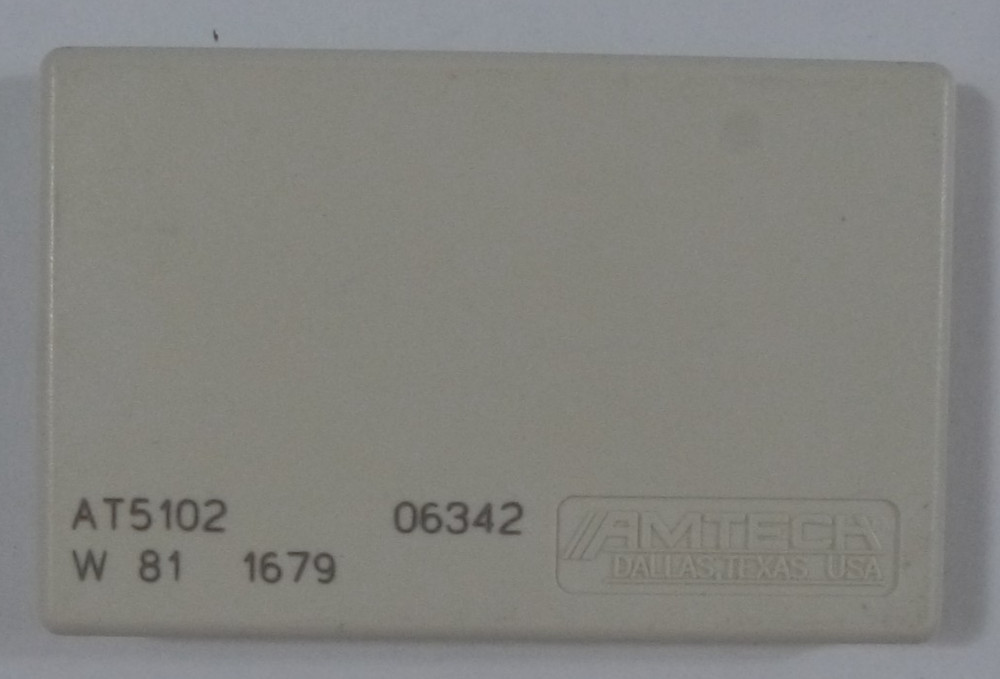 AT5102 06342
W 81 1679
AMTECH
DALLAS, TEXAS USA